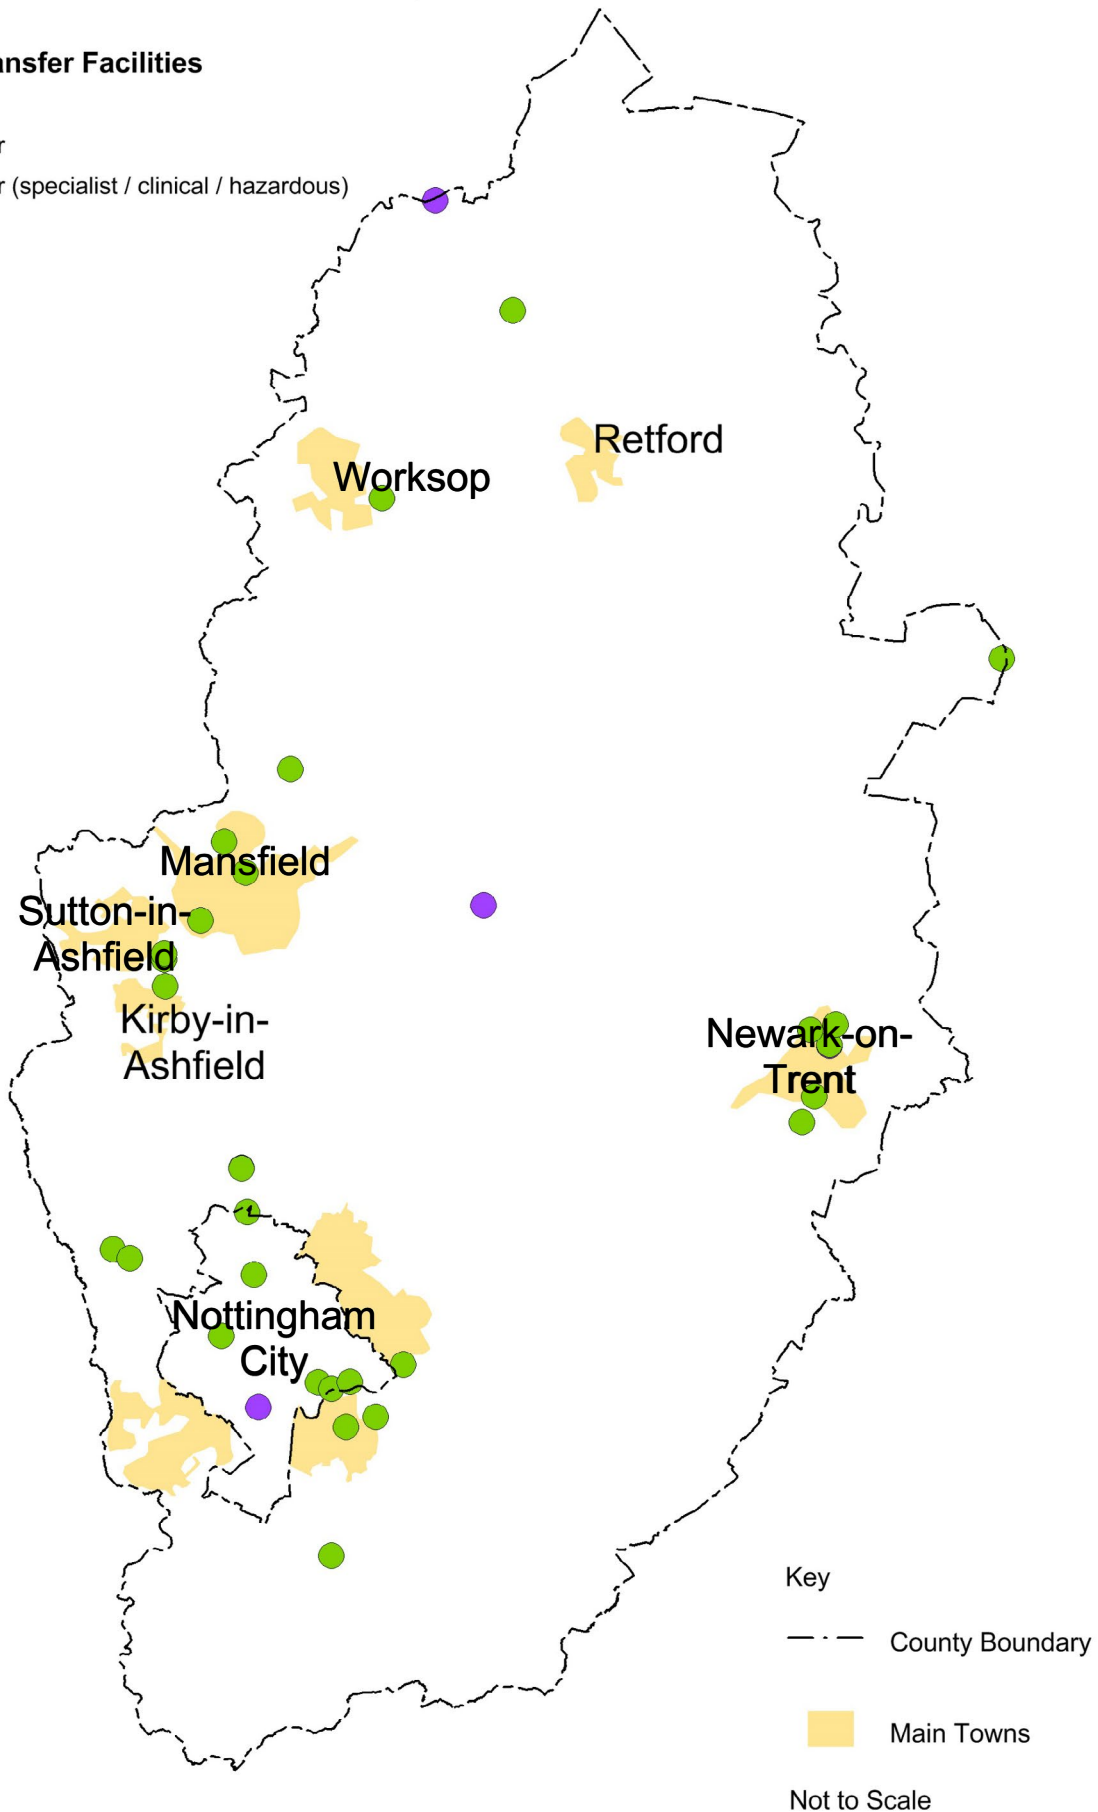 ansfer Facilities
r
r (specialist / clinical / hazardous)
Retford
Worksop
Mansfield
Sutton-in-
Ashfield
Kirby-in-
Ashfield
Newark-on-
Trent
Nottingham
City
Key
County Boundary
Main Towns
Not to Scale